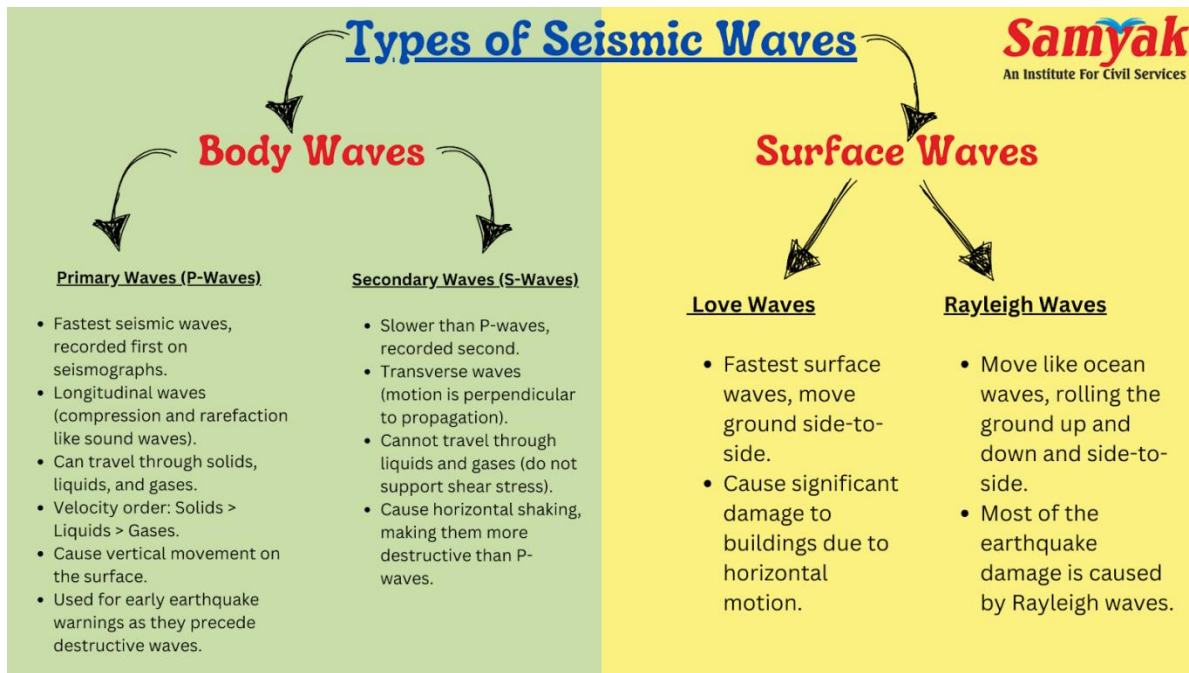 Types of Seismic Waves
Samyak
An Institute For Civil Services
Body Waves
Surface Waves
Primary Waves (P-Waves)
• Fastest seismic waves,
recorded first on
seismographs.
• Longitudinal waves
(compression and rarefaction
like sound waves).
• Can travel through solids,
liquids, and gases.
• Velocity order: Solids >
Liquids > Gases.
• Cause vertical movement on
the surface.
• Used for early earthquake
warnings as they precede
destructive waves.
Secondary Waves (S-Waves)
• Slower than P-waves,
recorded second.
• Transverse waves
(motion is perpendicular
to propagation).
• Cannot travel through
liquids and gases (do not
support shear stress).
• Cause horizontal shaking,
making them more
destructive than P-
waves.
Love Waves
• Fastest surface
waves, move
ground side-to-
side.
• Cause significant
damage to
buildings due to
horizontal
motion.
Rayleigh Waves
• Move like ocean
waves, rolling the
ground up and
down and side-to-
side.
• Most of the
earthquake
damage is caused
by Rayleigh waves.